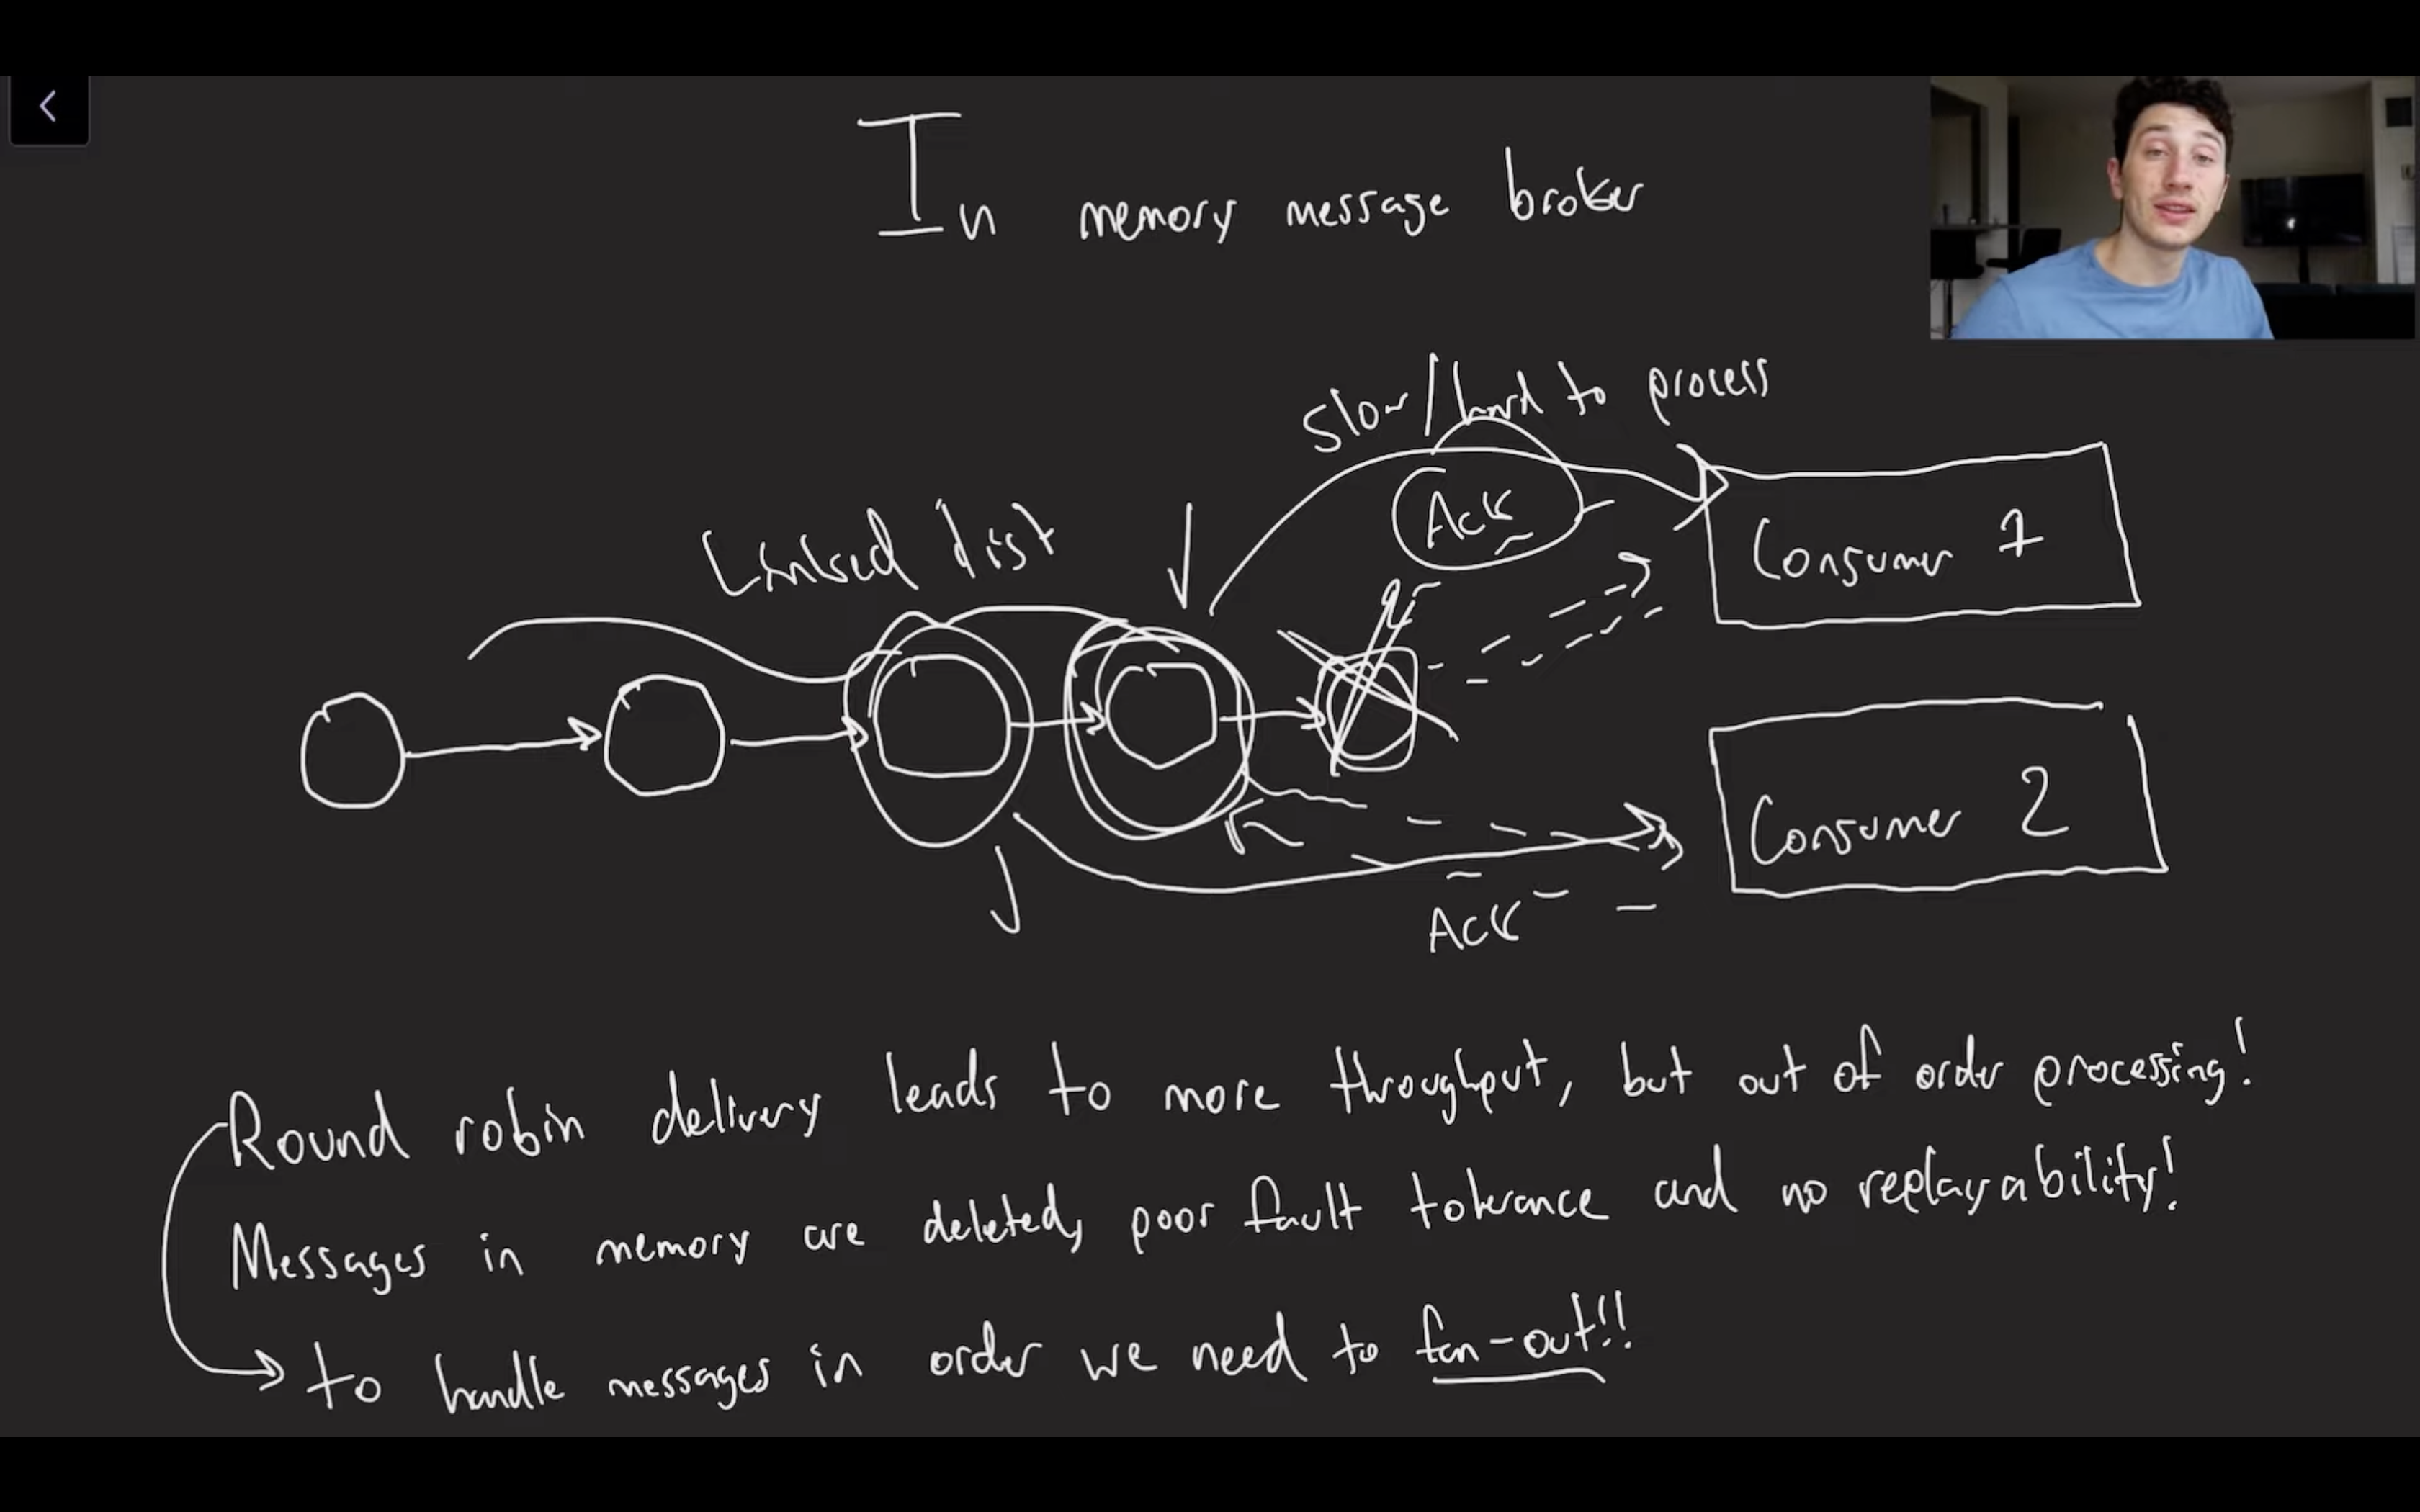 In memory message broker
Slow/hard to process
Linked list
Ack
Consumer 1
Consumer 2
Ack
Round robin delivery leads to more throughput, but out of order processing!
Messages in memory are deleted, poor fault tolerance and no replayability!
to handle messages in order we need to fan-out!!